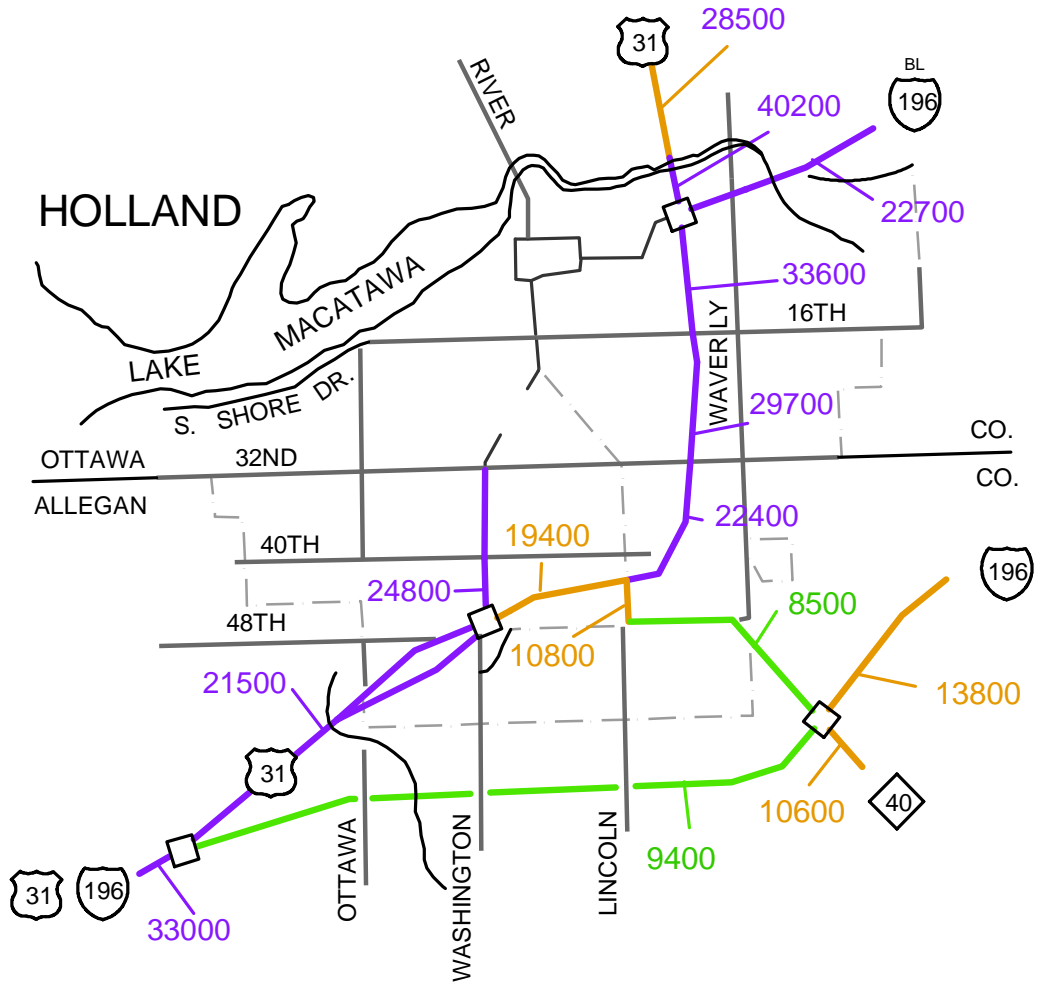 28500
31
BL
196
RIVER
40200
HOLLAND
22700
MACATAWA
33600
16TH
LAKE
WAVERLY
S. SHORE DR.
29700
CO.
OTTAWA
32ND
CO.
ALLEGAN
22400
19400
40TH
196
24800
8500
48TH
10800
21500
13800
31
10600
40
9400
OTTAWA
WASHINGTON
LINCOLN
31
196
33000